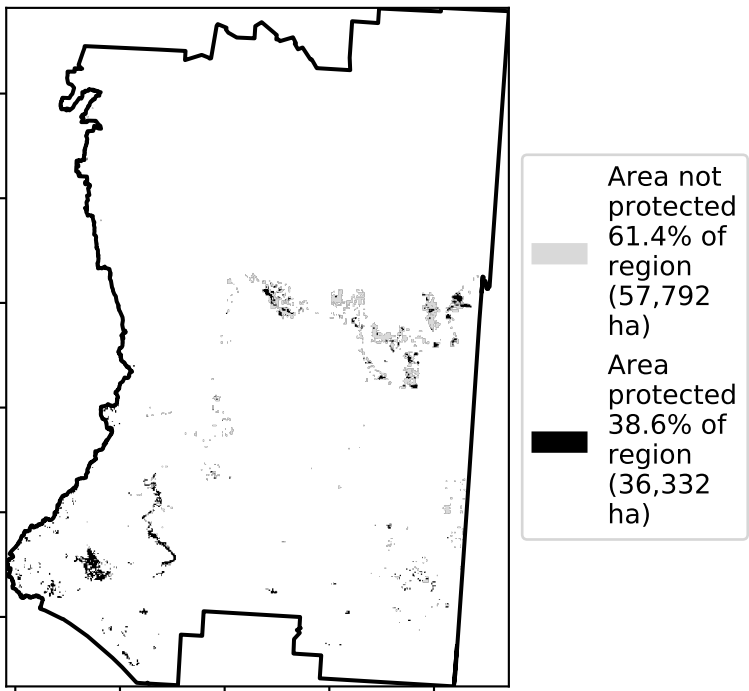 Area not
protected
61.4% of
region
(57,792
ha)
Area
protected
38.6% of
region
(36,332
ha)